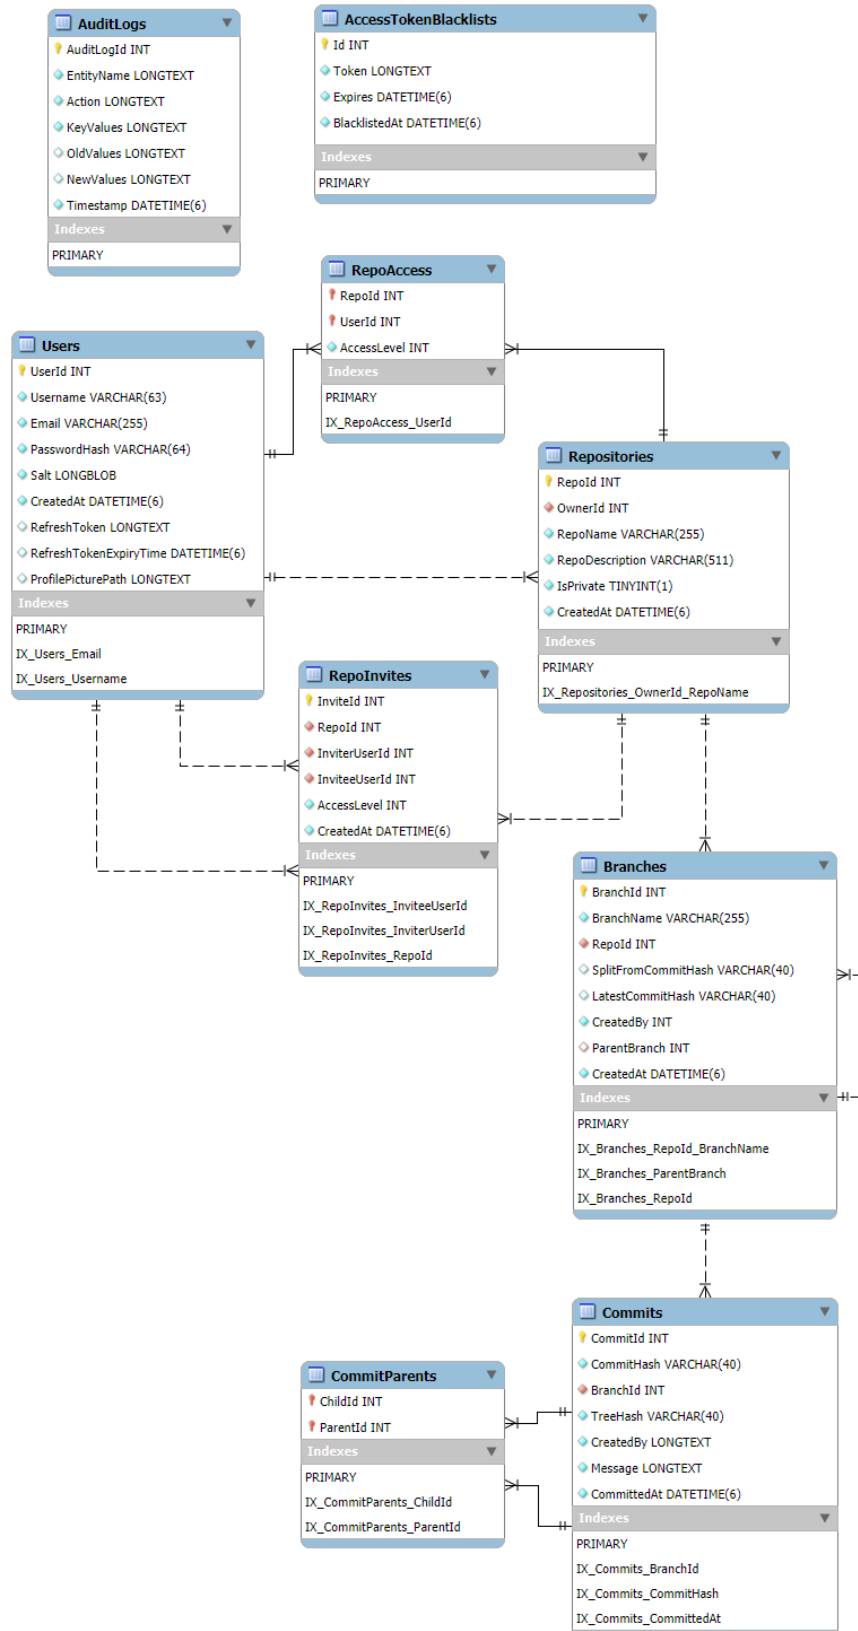 AuditLogs
AuditLogId INT
EntityName LONGTEXT
Action LONGTEXT
KeyValues LONGTEXT
OldValues LONGTEXT
NewValues LONGTEXT
Timestamp DATETIME(6)
Indexes
PRIMARY
AccessTokenBlacklists
Id INT
Token LONGTEXT
Expires DATETIME(6)
BlacklistedAt DATETIME(6)
Indexes
PRIMARY
RepoAccess
RepoId INT
UserId INT
AccessLevel INT
Indexes
PRIMARY
IX_RepoAccess_UserId
Users
UserId INT
Username VARCHAR(63)
Email VARCHAR(255)
PasswordHash VARCHAR(64)
Salt LONGBLOB
CreatedAt DATETIME(6)
RefreshToken LONGTEXT
RefreshTokenExpiryTime DATETIME(6)
ProfilePicturePath LONGTEXT
Indexes
PRIMARY
IX_Users_Email
IX_Users_Username
Repositories
RepoId INT
OwnerId INT
RepoName VARCHAR(255)
RepoDescription VARCHAR(511)
IsPrivate TINYINT(1)
CreatedAt DATETIME(6)
Indexes
PRIMARY
IX_Repositories_OwnerId_RepoName
RepoInvites
InviteId INT
RepoId INT
InviterUserId INT
InviteeUserId INT
AccessLevel INT
CreatedAt DATETIME(6)
Indexes
PRIMARY
IX_RepoInvites_InviteeUserId
IX_RepoInvites_InviterUserId
IX_RepoInvites_RepoId
Branches
BranchId INT
BranchName VARCHAR(255)
RepoId INT
SplitFromCommitHash VARCHAR(40)
LatestCommitHash VARCHAR(40)
CreatedBy INT
ParentBranch INT
CreatedAt DATETIME(6)
Indexes
PRIMARY
IX_Branches_RepoId_BranchName
IX_Branches_ParentBranch
IX_Branches_RepoId
Commits
CommitId INT
CommitHash VARCHAR(40)
BranchId INT
TreeHash VARCHAR(40)
CreatedBy LONGTEXT
Message LONGTEXT
CommittedAt DATETIME(6)
Indexes
PRIMARY
IX_Commits_BranchId
IX_Commits_CommitHash
IX_Commits_CommittedAt
CommitParents
ChildId INT
ParentId INT
Indexes
PRIMARY
IX_CommitParents_ChildId
IX_CommitParents_ParentId